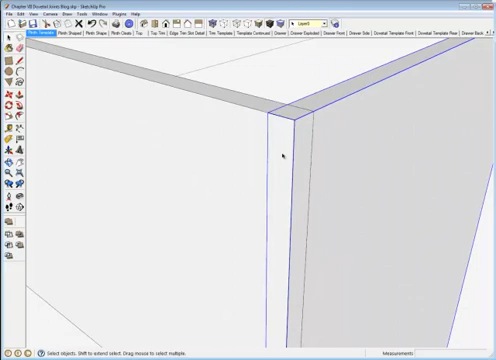 Chapter VII Dovetail Joints Blog.skp - SketchUp Pro
File Edit View Camera Draw Tools Window Plugins Help
Layer0
Plinth Template Plinth Shaped Plinth Shape Plinth Cleats Top Top Trim Edge Trim Slot Detail Trim Template Template Continued Drawer Drawer Exploded Drawer Front Drawer Side Dovetail Template Front Dovetail Template Rear Drawer Back
Select objects. Shift to extend select. Drag mouse to select multiple.
Measurements